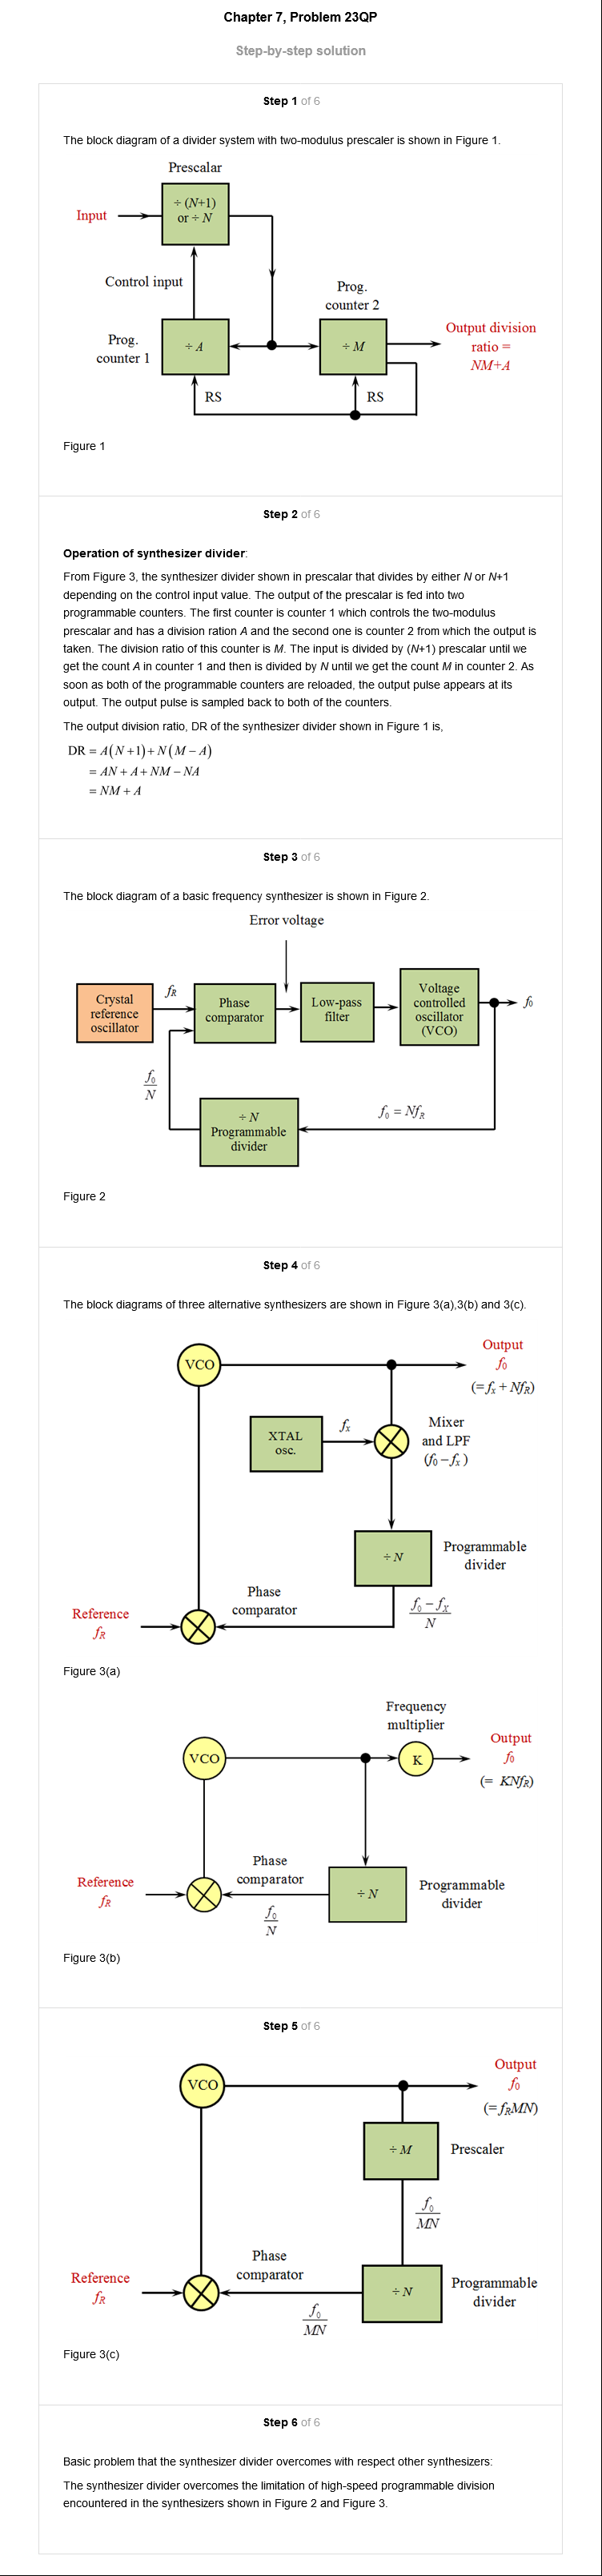 Chapter 7, Problem 23QP
Step-by-step solution
Step 1 of 6
The block diagram of a divider system with two-modulus prescaler is shown in Figure 1.
Prescalar
÷ (N+1)
or ÷ N
Input
Control input
Prog.
counter 2
Prog.
counter 1
÷ A
÷ M
Output division
ratio =
NM+A
RS
RS
Figure 1
Step 2 of 6
Operation of synthesizer divider:
From Figure 3, the synthesizer divider shown in prescalar that divides by either N or N+1
depending on the control input value. The output of the prescalar is fed into two
programmable counters. The first counter is counter 1 which controls the two-modulus
prescalar and has a division ration A and the second one is counter 2 from which the output is
taken. The division ratio of this counter is M. The input is divided by (N+1) prescalar until we
get the count A in counter 1 and then is divided by N until we get the count M in counter 2. As
soon as both of the programmable counters are reloaded, the output pulse appears at its
output. The output pulse is sampled back to both of the counters.
The output division ratio, DR of the synthesizer divider shown in Figure 1 is,
DR = A(N+1)+N(M−A)
= AN + A + NM − NA
= NM + A
Step 3 of 6
The block diagram of a basic frequency synthesizer is shown in Figure 2.
Error voltage
Crystal
reference
oscillator
f_R
Phase
comparator
Low-pass
filter
Voltage
controlled
oscillator
(VCO)
f_0
f_0/N
÷ N
Programmable
divider
f_0 = Nf_R
Figure 2
Step 4 of 6
The block diagrams of three alternative synthesizers are shown in Figure 3(a),3(b) and 3(c).
VCO
Output
f_0
(= f_x + Nf_R)
XTAL
osc.
f_x
Mixer
and LPF
(f_0 − f_x)
÷ N
Programmable
divider
Phase
comparator
(f_0 − f_X)/N
Reference
f_R
Figure 3(a)
Frequency
multiplier
VCO
K
Output
f_0
(= KNf_R)
Phase
comparator
Reference
f_R
÷ N
Programmable
divider
f_0/N
Figure 3(b)
Step 5 of 6
VCO
Output
f_0
(= f_RMN)
÷ M
Prescaler
f_0/MN
Phase
comparator
Reference
f_R
÷ N
Programmable
divider
f_0/MN
Figure 3(c)
Step 6 of 6
Basic problem that the synthesizer divider overcomes with respect other synthesizers:
The synthesizer divider overcomes the limitation of high-speed programmable division
encountered in the synthesizers shown in Figure 2 and Figure 3.